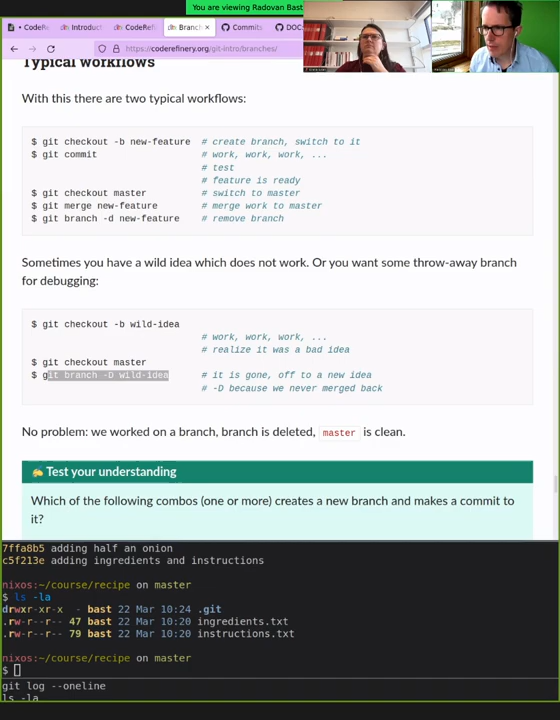 You are viewing Radovan Bast
CodeR
Introduct
CodeRefi
Branch
Commits
DOC
https://coderefinery.org/git-intro/branches/
Typical workflows
With this there are two typical workflows:
$ git checkout -b new-feature # create branch, switch to it
$ git commit # work, work, work, ...
# test
# feature is ready
$ git checkout master # switch to master
$ git merge new-feature # merge work to master
$ git branch -d new-feature # remove branch
Sometimes you have a wild idea which does not work. Or you want some throw-away branch
for debugging:
$ git checkout -b wild-idea
# work, work, work, ...
# realize it was a bad idea
$ git checkout master
$ git branch -D wild-idea # it is gone, off to a new idea
# -D because we never merged back
No problem: we worked on a branch, branch is deleted, master is clean.
✍ Test your understanding
Which of the following combos (one or more) creates a new branch and makes a commit to
it?
7ffa8b5 adding half an onion
c5f213e adding ingredients and instructions
nixos:~/course/recipe on master
$ ls -la
drwxr-xr-x - bast 22 Mar 10:24 .git
.rw-r--r-- 47 bast 22 Mar 10:20 ingredients.txt
.rw-r--r-- 79 bast 22 Mar 10:20 instructions.txt
nixos:~/course/recipe on master
$
git log --oneline
ls -la